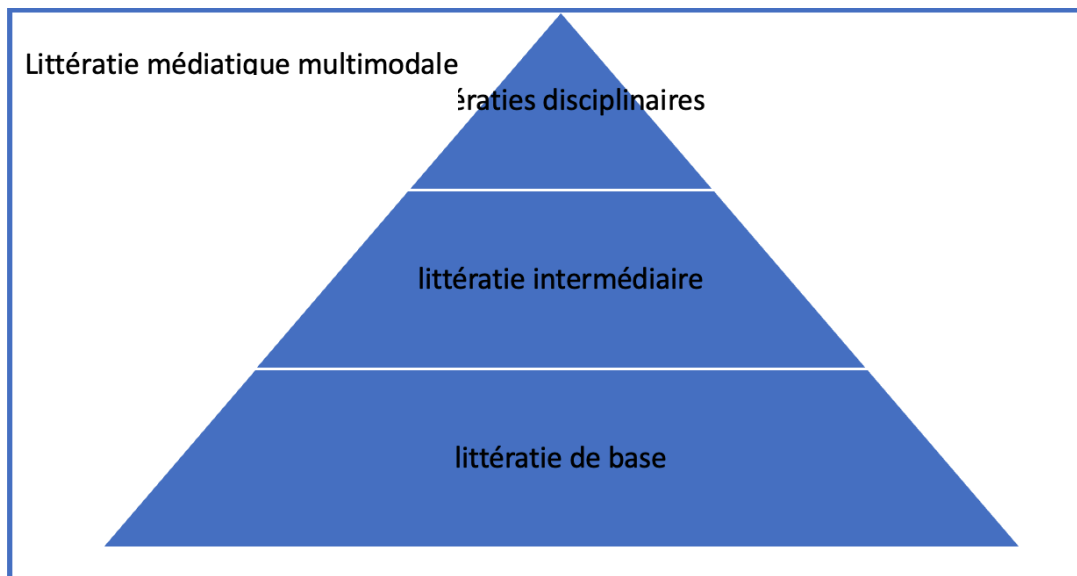 Littératie médiatique multimodale
ératies disciplinaires
littératie intermédiaire
littératie de base